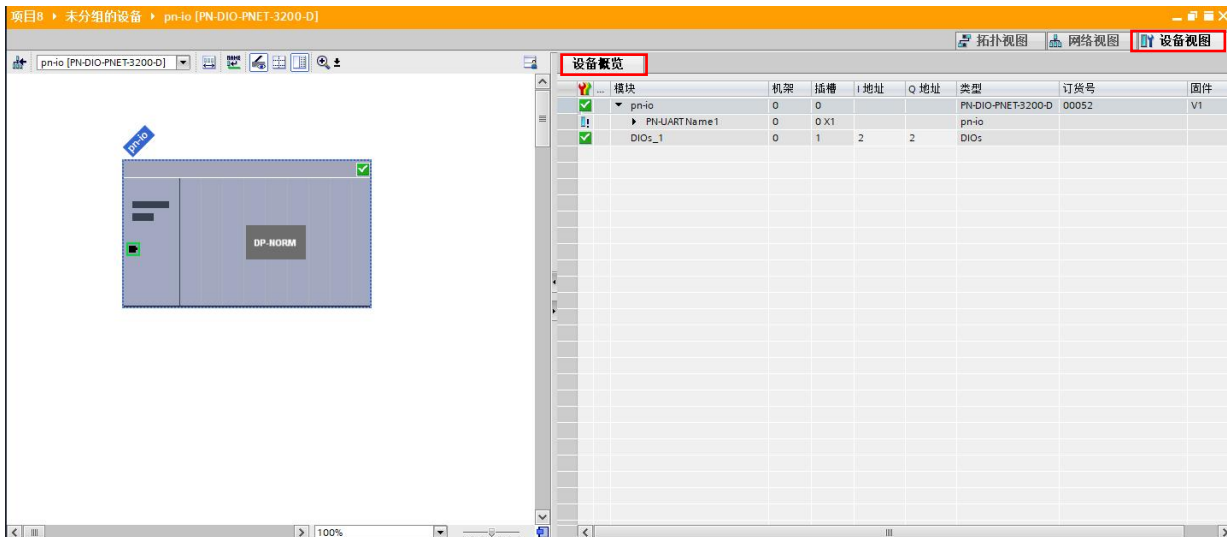 项目8 ▸ 未分组的设备 ▸ pn-io [PN-DIO-PNET-3200-D]
拓扑视图 网络视图 设备视图
pn-io [PN-DIO-PNET-3200-D]
设备概览
... 模块 机架 插槽 I 地址 Q 地址 类型 订货号 固件
pn-io 0 0 PN-DIO-PNET-3200-D 00052 V1
PN-UART Name1 0 0 X1 pn-io
DIOs_1 0 1 2 2 DIOs
pn-io
DP-NORM
100%